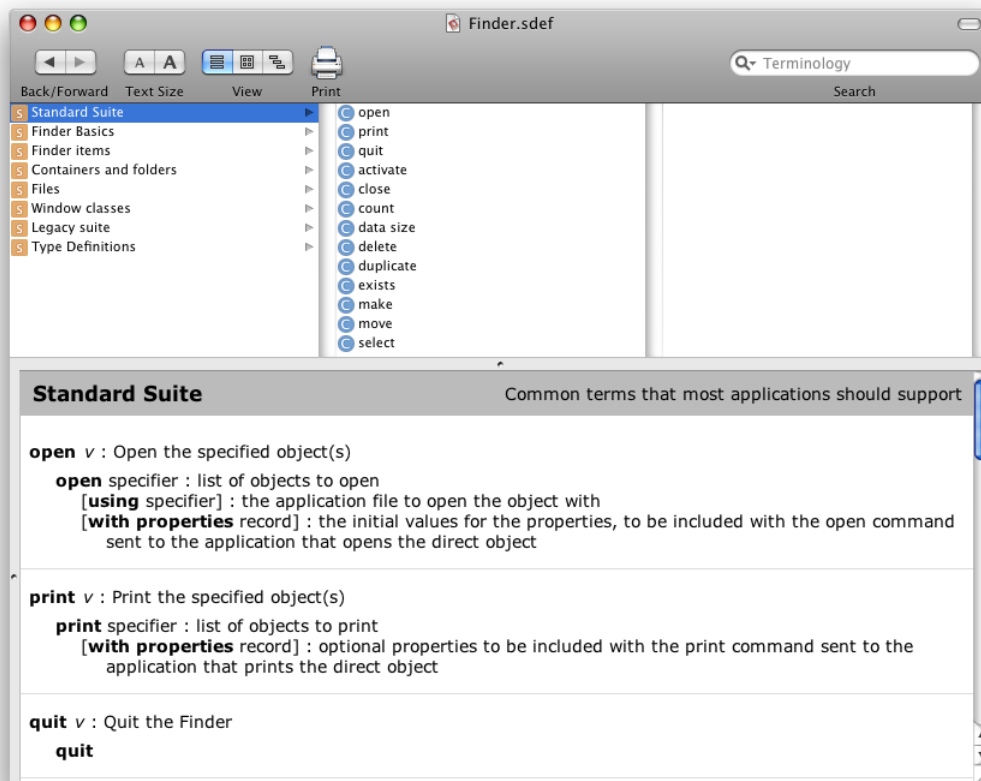 Finder.sdef
A A
Terminology
Back/Forward Text Size View Print Search
S Standard Suite
S Finder Basics
S Finder items
S Containers and folders
S Files
S Window classes
S Legacy suite
S Type Definitions
C open
C print
C quit
C activate
C close
C count
C data size
C delete
C duplicate
C exists
C make
C move
C select
Standard Suite Common terms that most applications should support
open v : Open the specified object(s)
open specifier : list of objects to open
[using specifier] : the application file to open the object with
[with properties record] : the initial values for the properties, to be included with the open command
sent to the application that opens the direct object
print v : Print the specified object(s)
print specifier : list of objects to print
[with properties record] : optional properties to be included with the print command sent to the
application that prints the direct object
quit v : Quit the Finder
quit